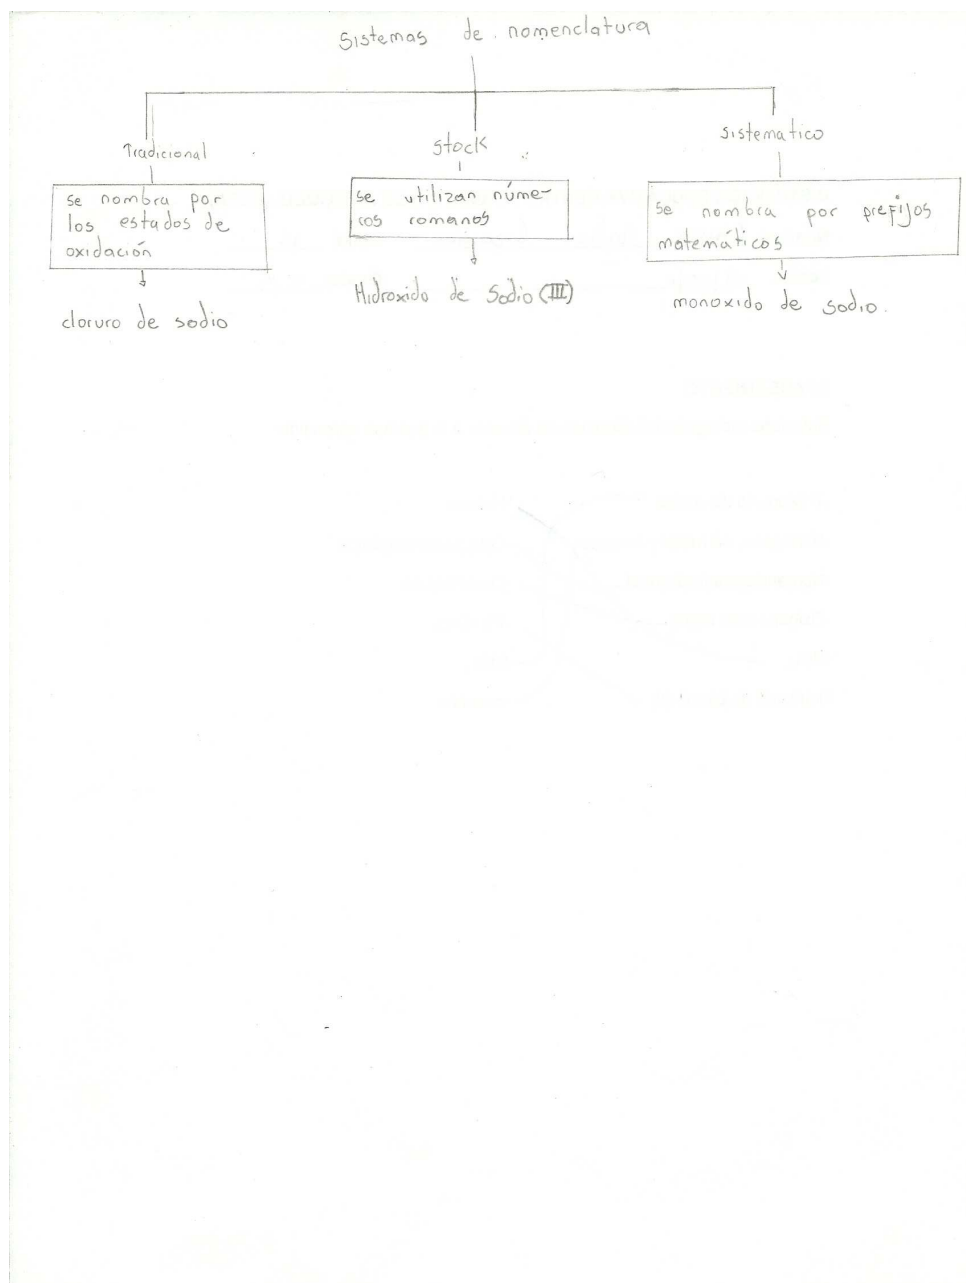 Sistemas de nomenclatura
Tradicional
Stock
Sistematico
se nombra por
los estados de
oxidación
se utilizan núme-
ros romanos
se nombra por prefijos
matemáticos
cloruro de sodio
Hidroxido de Sodio (III)
monoxido de sodio.